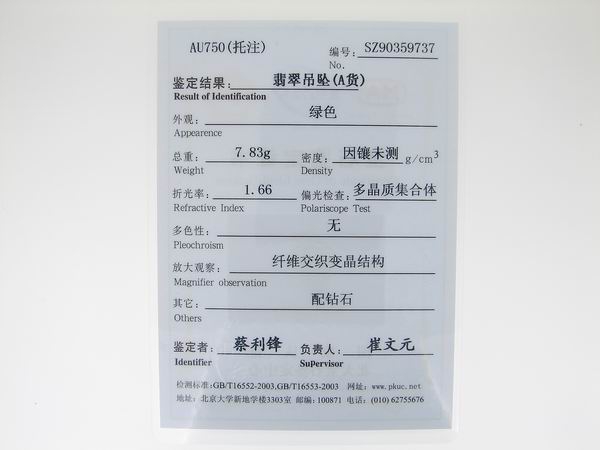 AU750(托注)
编号: SZ90359737
No.
鉴定结果: 翡翠吊坠(A货)
Result of Identification
外观: 绿色
Appearence
总重: 7.83g 密度: 因镶未测 g/cm³
Weight Density
折光率: 1.66 偏光检查: 多晶质集合体
Refractive Index Polariscope Test
多色性: 无
Pleochroism
放大观察: 纤维交织变晶结构
Magnifier observation
其它: 配钻石
Others
鉴定者: 蔡利锋 负责人: 崔文元
Identifier Supervisor
检测标准:GB/T16552-2003,GB/T16553-2003 网址: www.pkuc.net
地址: 北京大学新地学楼3303室 邮编:100871 电话: (010) 62755676